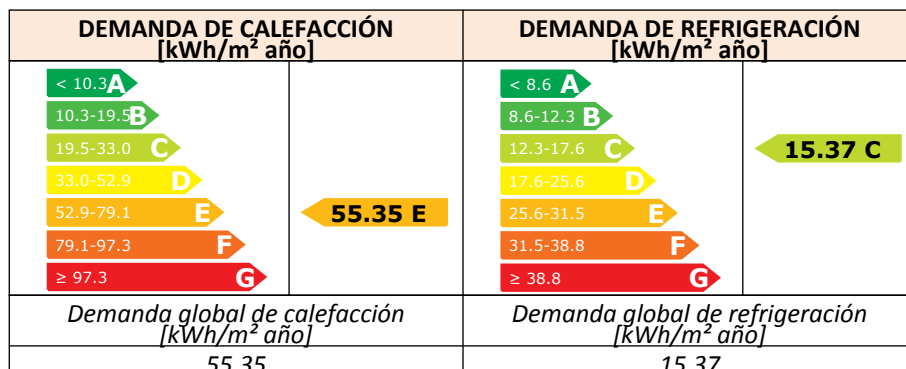 DEMANDA DE CALEFACCIÓN
[kWh/m² año]
DEMANDA DE REFRIGERACIÓN
[kWh/m² año]
< 10.3 A
10.3-19.5 B
19.5-33.0 C
33.0-52.9 D
52.9-79.1 E
79.1-97.3 F
≥ 97.3 G
55.35 E
< 8.6 A
8.6-12.3 B
12.3-17.6 C
17.6-25.6 D
25.6-31.5 E
31.5-38.8 F
≥ 38.8 G
15.37 C
Demanda global de calefacción
[kWh/m² año]
Demanda global de refrigeración
[kWh/m² año]
55.35
15.37